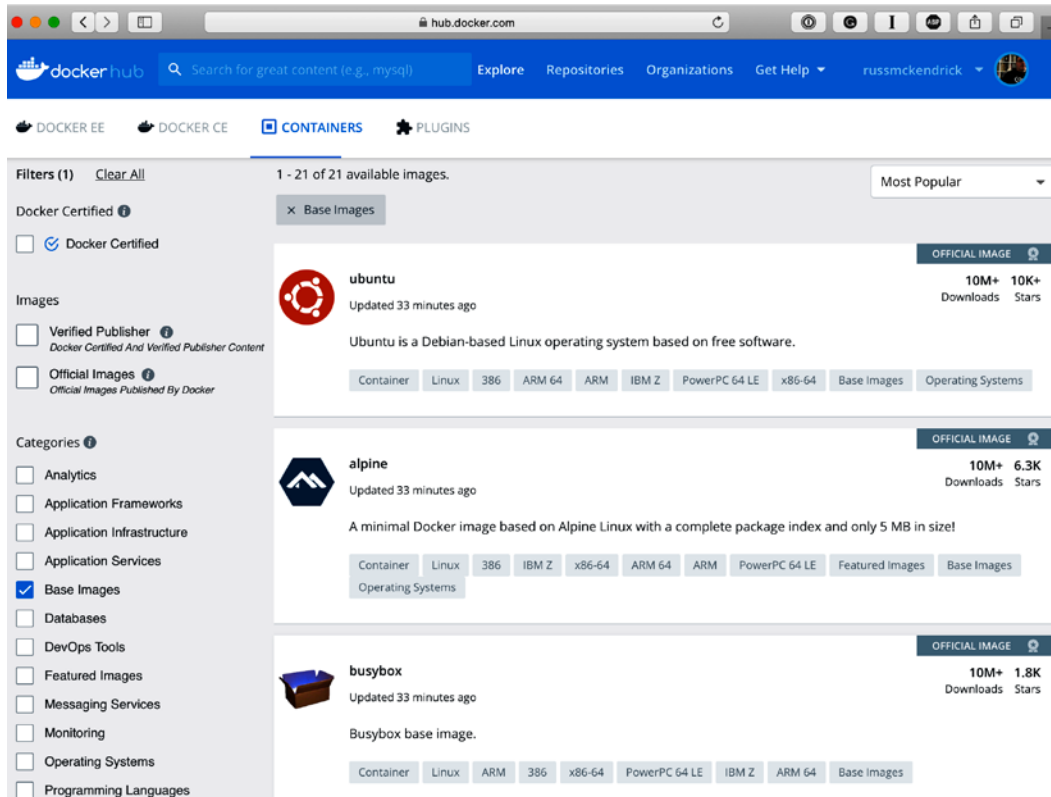 hub.docker.com
dockerhub
Search for great content (e.g., mysql)
Explore Repositories Organizations Get Help russmckendrick
DOCKER EE DOCKER CE CONTAINERS PLUGINS
Filters (1) Clear All
1 - 21 of 21 available images.
Most Popular
Docker Certified
Base Images
Docker Certified
Images
Verified Publisher
Docker Certified And Verified Publisher Content
Official Images
Official Images Published By Docker
Categories
Analytics
Application Frameworks
Application Infrastructure
Application Services
Base Images
Databases
DevOps Tools
Featured Images
Messaging Services
Monitoring
Operating Systems
Programming Languages
OFFICIAL IMAGE
ubuntu
10M+ 10K+
Updated 33 minutes ago
Downloads Stars
Ubuntu is a Debian-based Linux operating system based on free software.
Container Linux 386 ARM 64 ARM IBM Z PowerPC 64 LE x86-64 Base Images Operating Systems
OFFICIAL IMAGE
alpine
10M+ 6.3K
Updated 33 minutes ago
Downloads Stars
A minimal Docker image based on Alpine Linux with a complete package index and only 5 MB in size!
Container Linux 386 IBM Z x86-64 ARM 64 ARM PowerPC 64 LE Featured Images Base Images
Operating Systems
OFFICIAL IMAGE
busybox
10M+ 1.8K
Updated 33 minutes ago
Downloads Stars
Busybox base image.
Container Linux ARM 386 x86-64 PowerPC 64 LE IBM Z ARM 64 Base Images